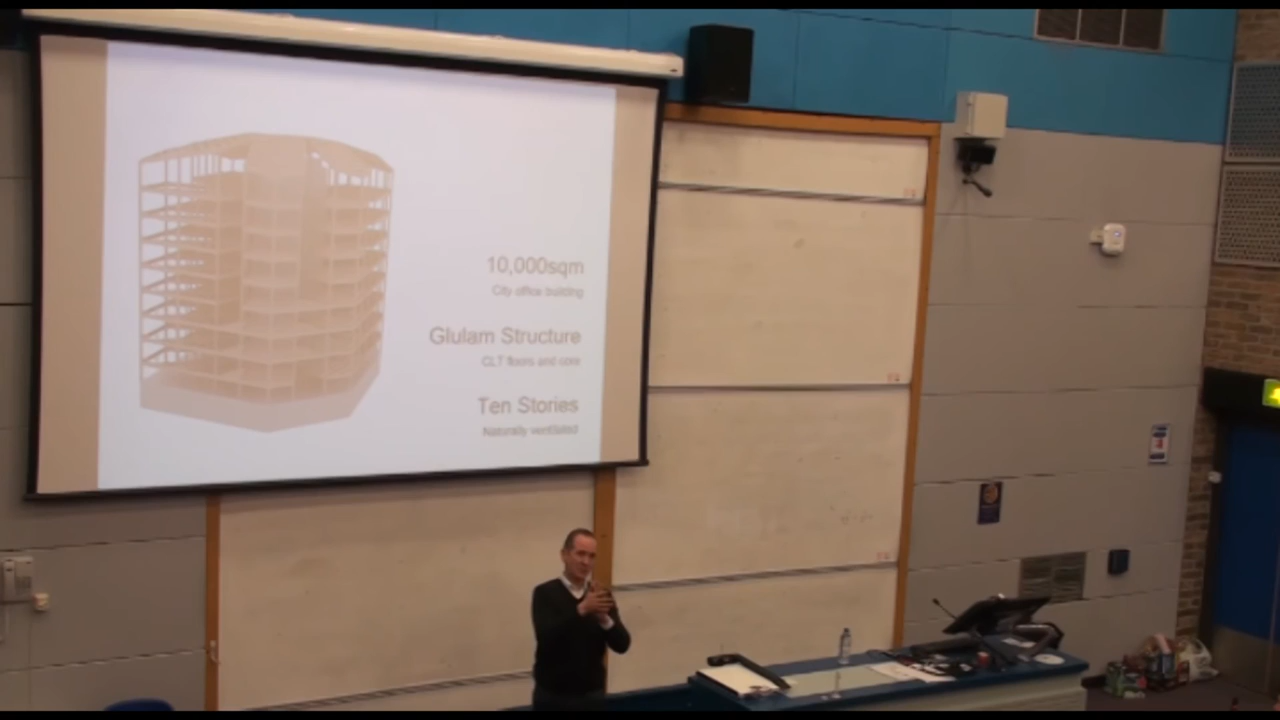 10,000sqm
City office building
Glulam Structure
CLT floors and core
Ten Stories
Naturally ventilated